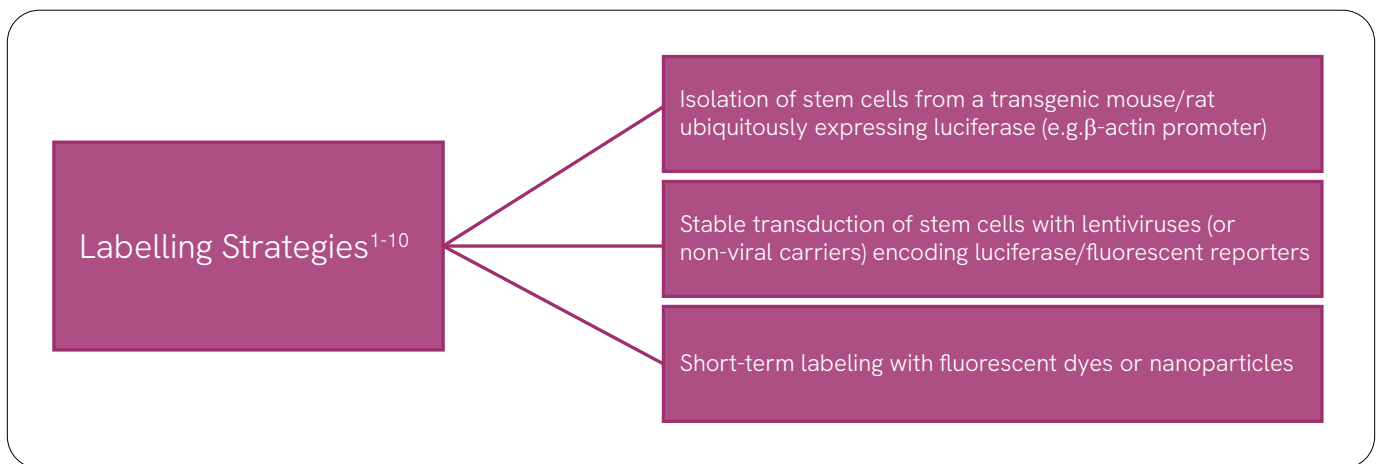 Labelling Strategies1-10
Isolation of stem cells from a transgenic mouse/rat
ubiquitously expressing luciferase (e.g.β-actin promoter)
Stable transduction of stem cells with lentiviruses (or
non-viral carriers) encoding luciferase/fluorescent reporters
Short-term labeling with fluorescent dyes or nanoparticles